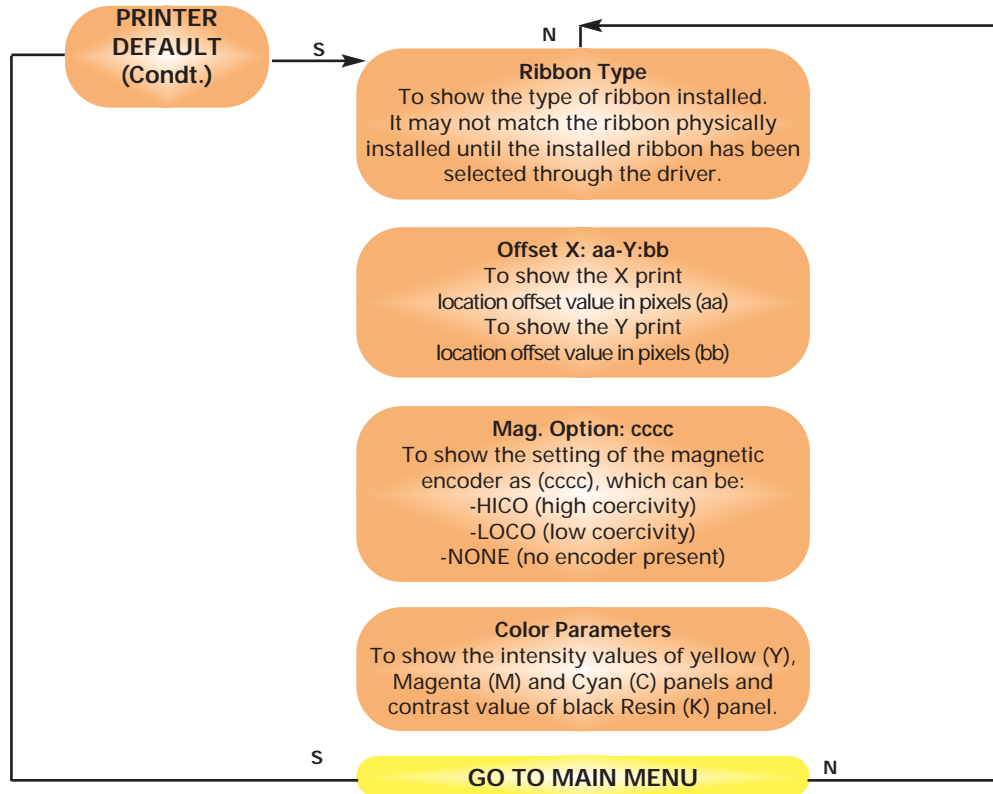 PRINTER
DEFAULT
(Condt.)
S
N
Ribbon Type
To show the type of ribbon installed.
It may not match the ribbon physically
installed until the installed ribbon has been
selected through the driver.
Offset X: aa-Y:bb
To show the X print
location offset value in pixels (aa)
To show the Y print
location offset value in pixels (bb)
Mag. Option: cccc
To show the setting of the magnetic
encoder as (cccc), which can be:
-HICO (high coercivity)
-LOCO (low coercivity)
-NONE (no encoder present)
Color Parameters
To show the intensity values of yellow (Y),
Magenta (M) and Cyan (C) panels and
contrast value of black Resin (K) panel.
S
GO TO MAIN MENU
N